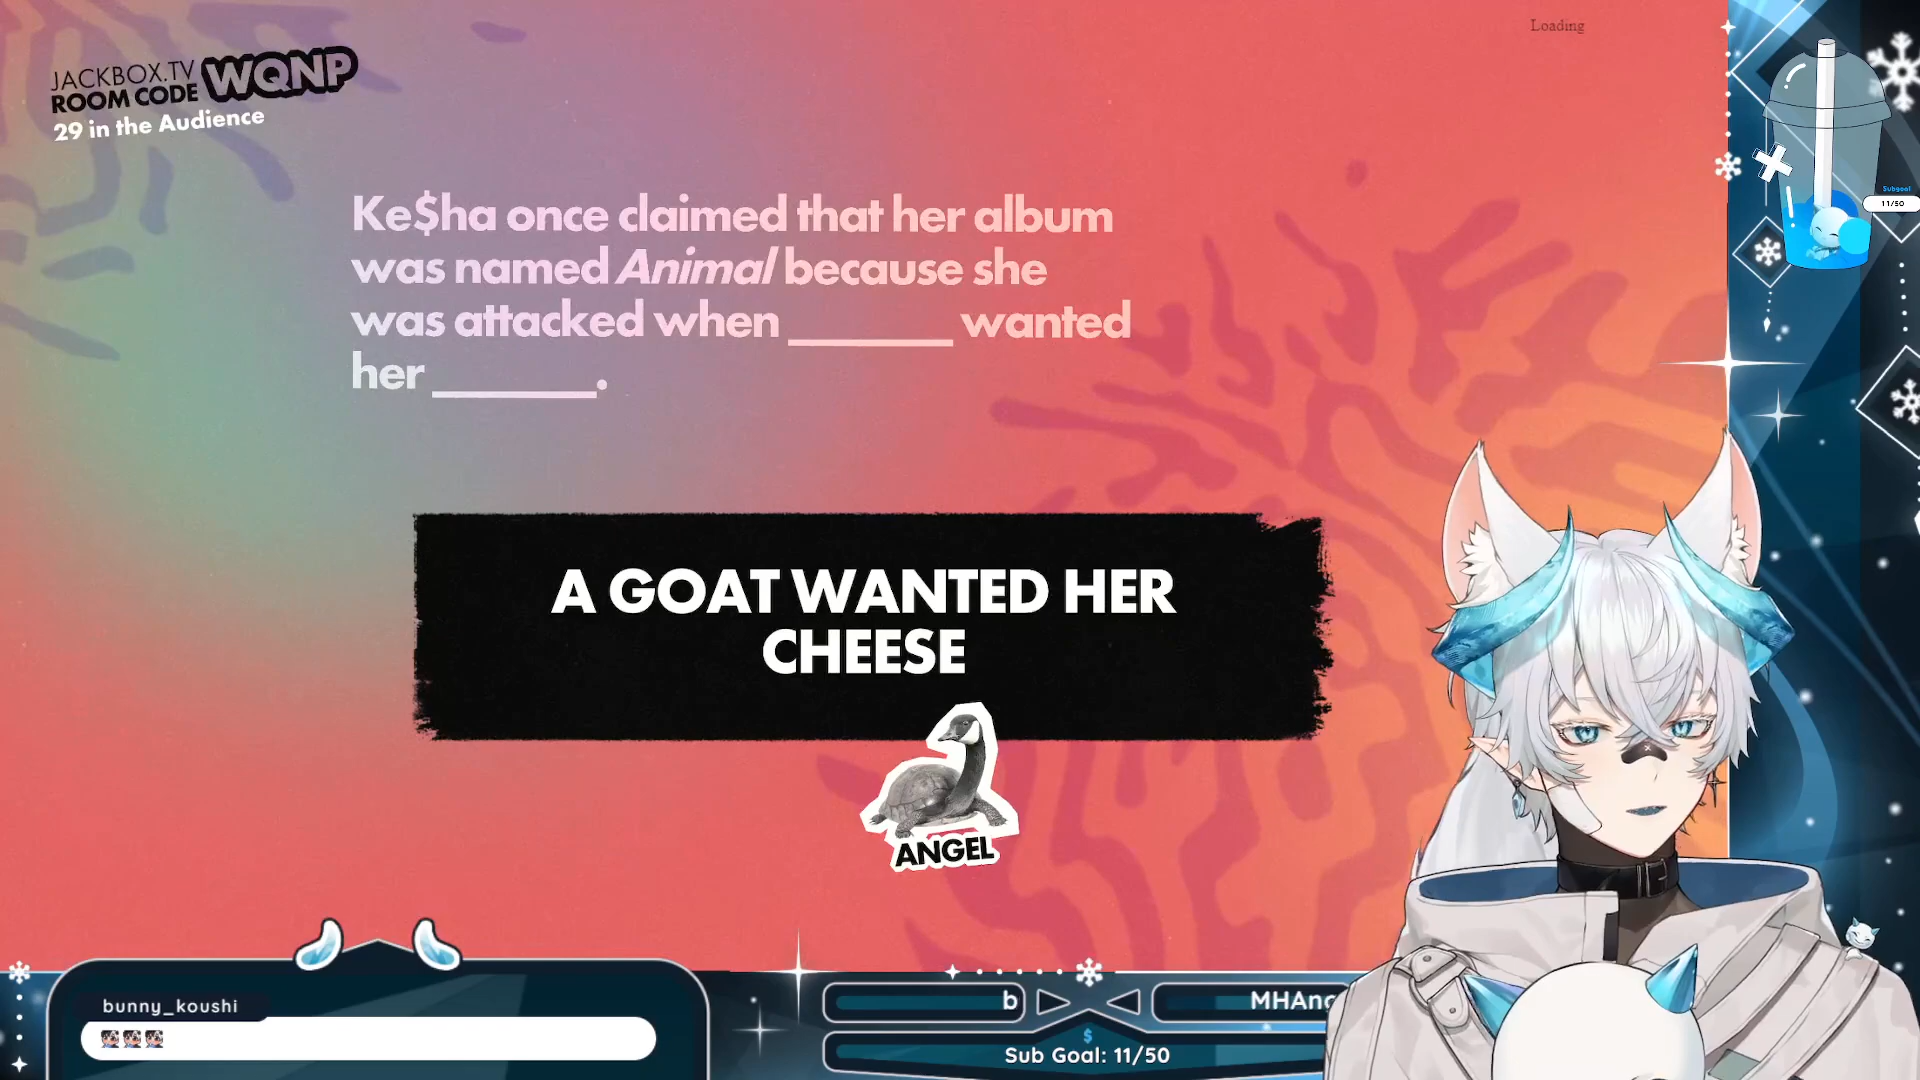 Loading
JACKBOX.TV
ROOM CODE WQNP
29 in the Audience
Subgoal
11/50
Ke$ha once claimed that her album
was named Animal because she
was attacked when ______ wanted
her ______.
A GOAT WANTED HER
CHEESE
ANGEL
bunny_koushi
b
MHAng
$
Sub Goal: 11/50